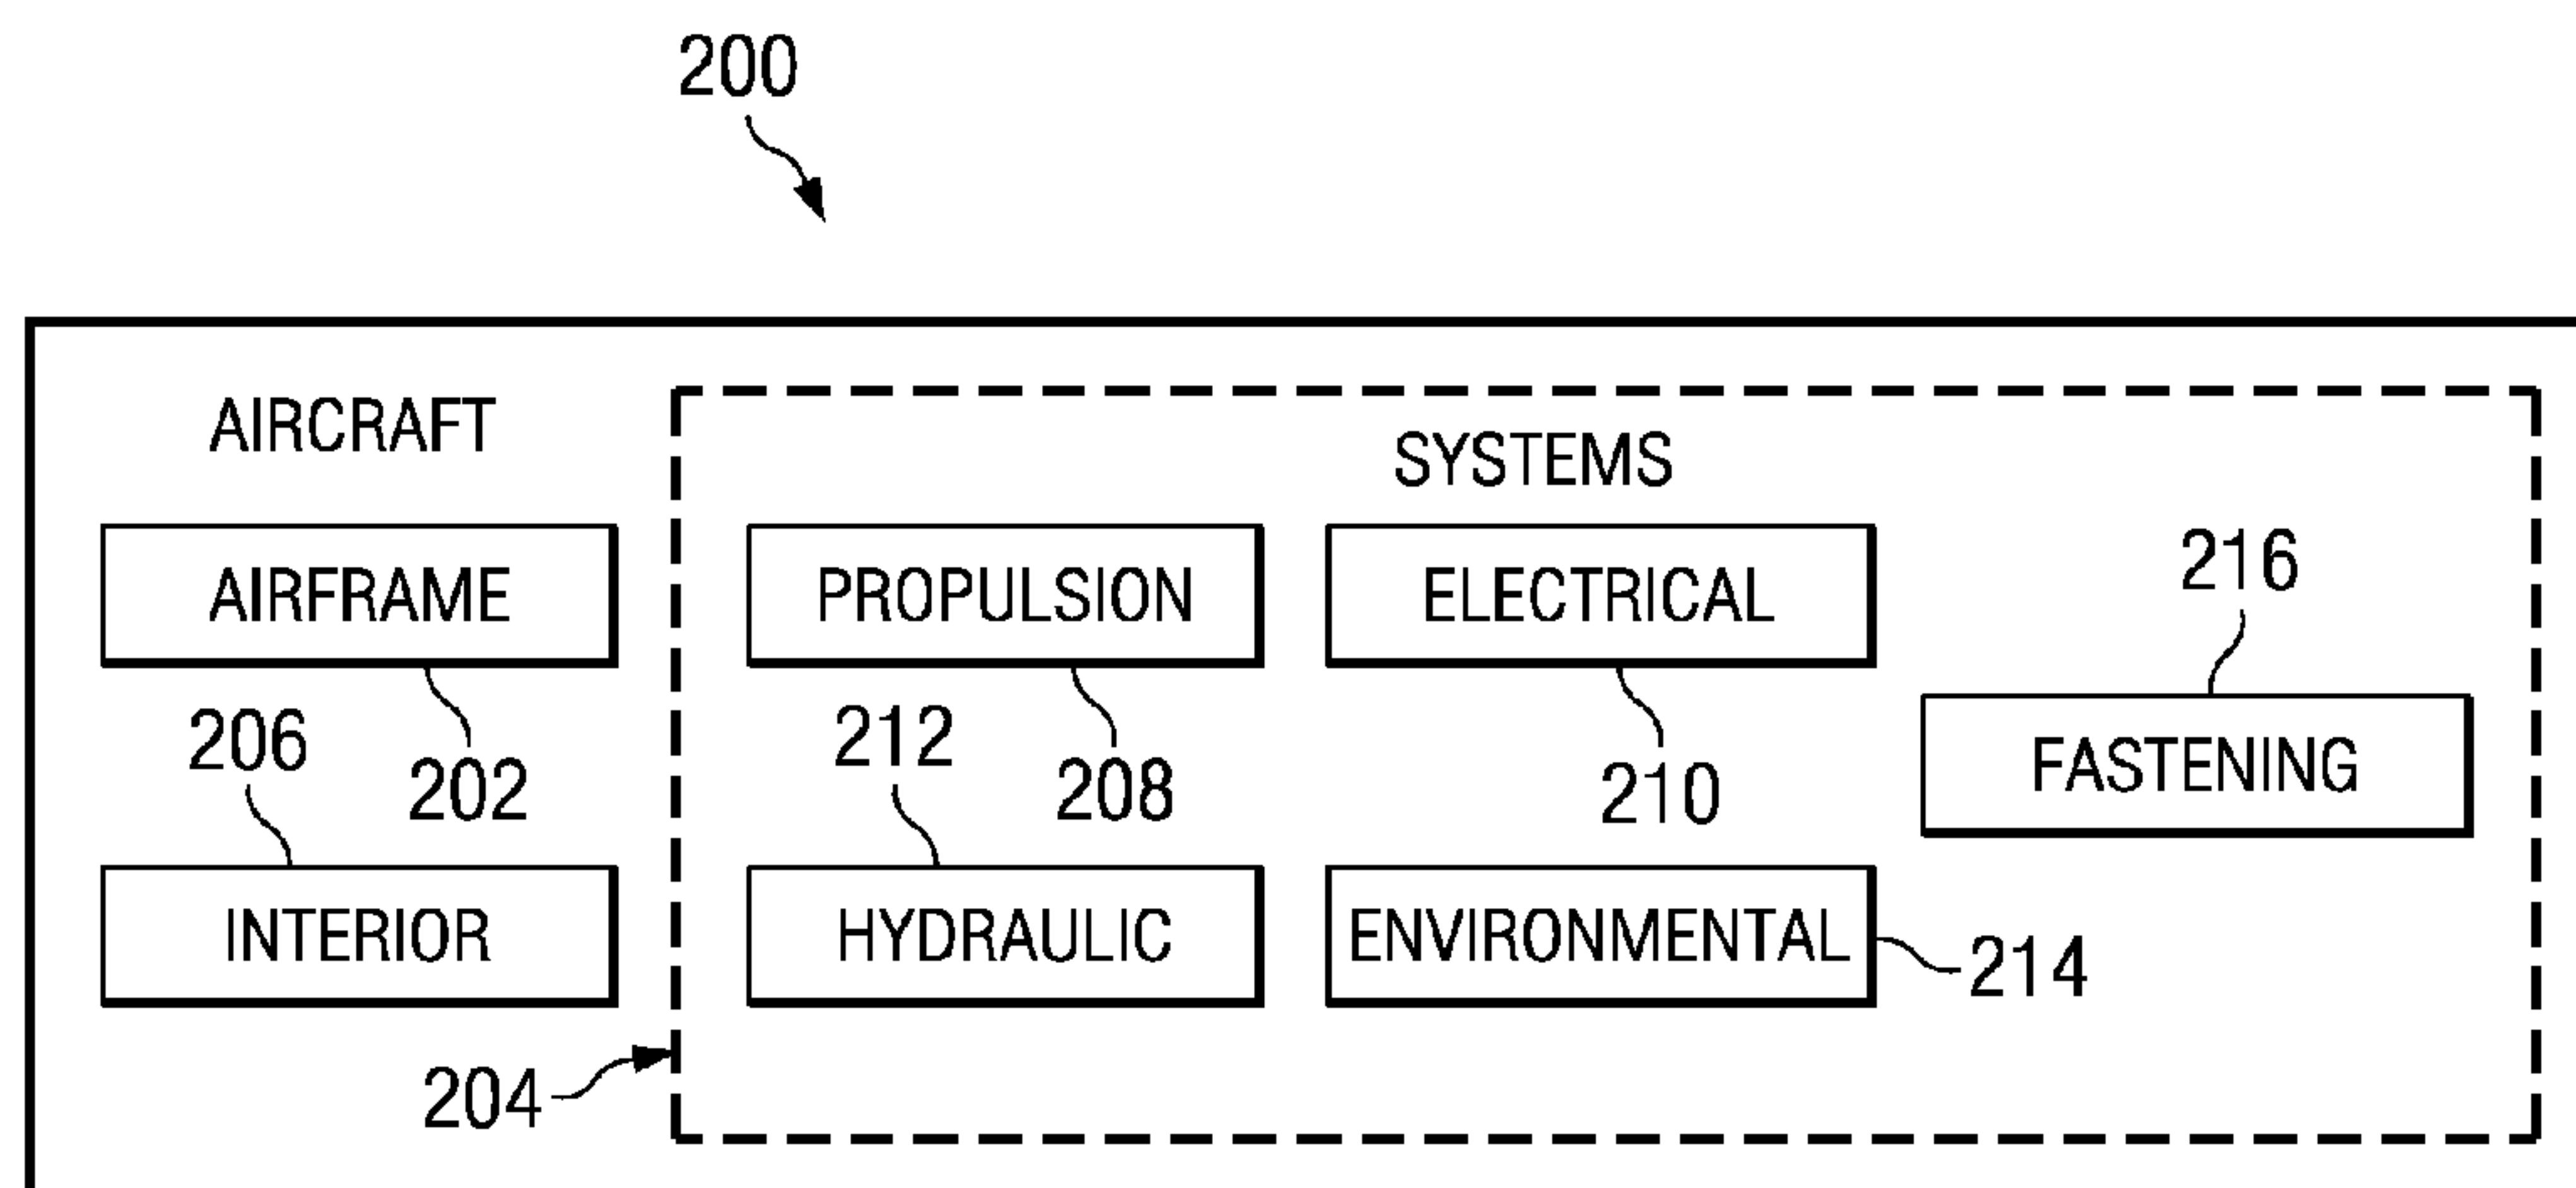 200
AIRCRAFT
SYSTEMS
AIRFRAME
PROPULSION
ELECTRICAL
216
206
202
212
208
210
FASTENING
INTERIOR
HYDRAULIC
ENVIRONMENTAL
214
204